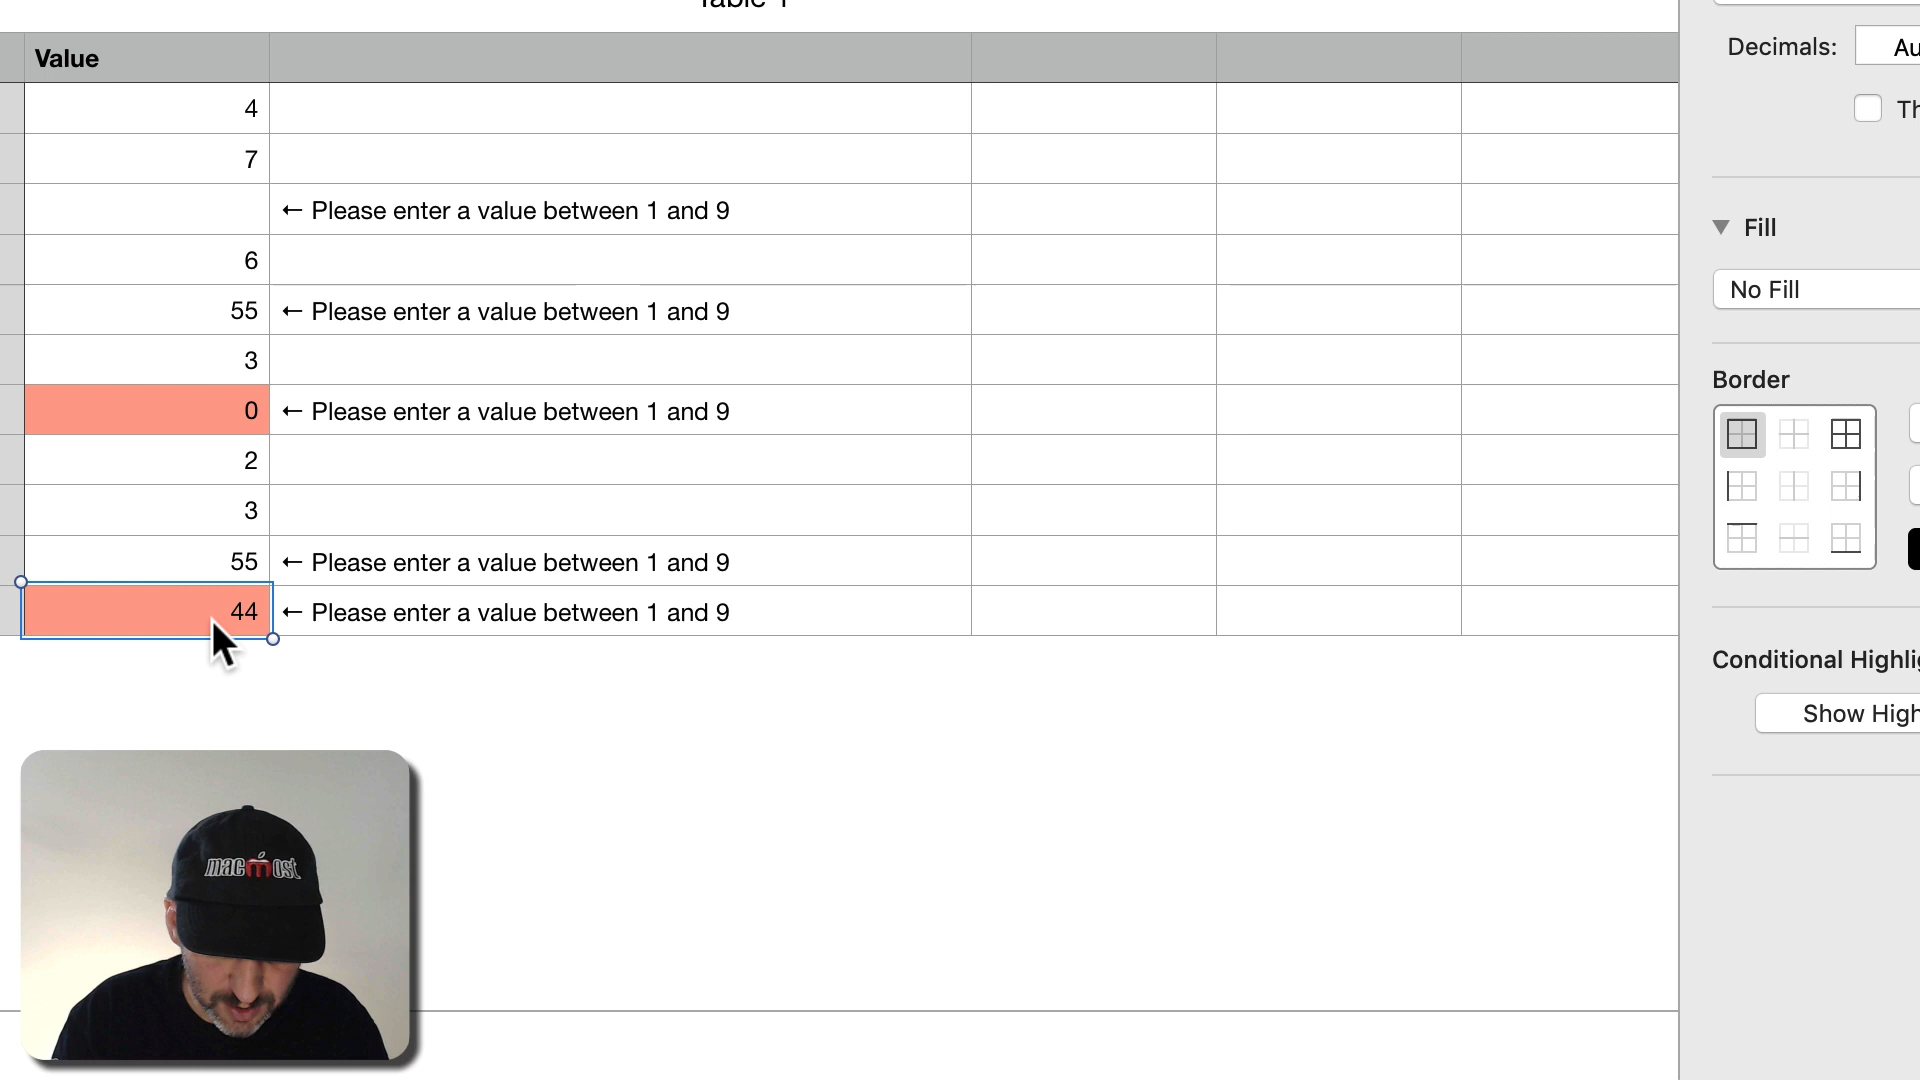 Table 1
Value
4
7
← Please enter a value between 1 and 9
6
55 ← Please enter a value between 1 and 9
3
0 ← Please enter a value between 1 and 9
2
3
55 ← Please enter a value between 1 and 9
44 ← Please enter a value between 1 and 9
Decimals: Au
Th
Fill
No Fill
Border
Conditional Highlig
Show High
macmost